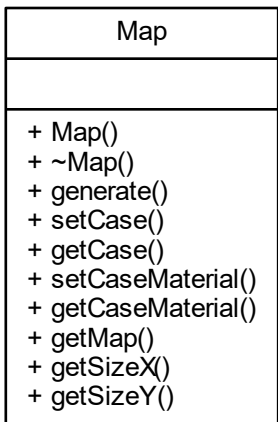 Map
+ Map()
+ ~Map()
+ generate()
+ setCase()
+ getCase()
+ setCaseMaterial()
+ getCaseMaterial()
+ getMap()
+ getSizeX()
+ getSizeY()